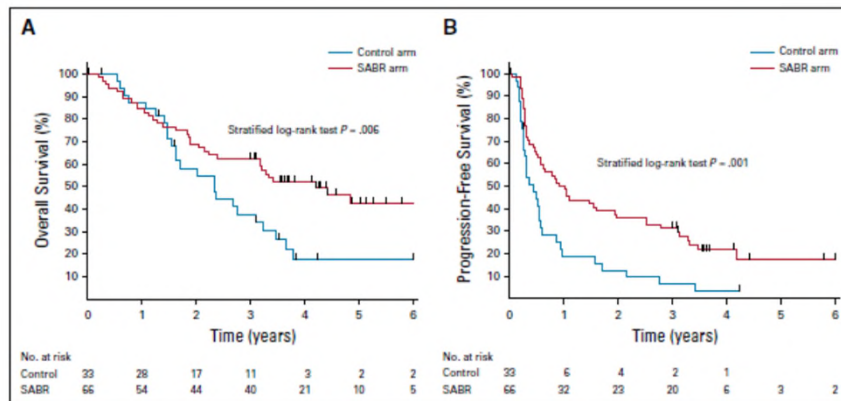 A
Control arm
SABR arm
Stratified log-rank test P = .006
Overall Survival (%)
100
90
80
70
60
50
40
30
20
10
0 1 2 3 4 5 6
Time (years)
No. at risk
Control 33 28 17 11 3 2 2
SABR 66 54 44 40 21 10 5
B
Control arm
SABR arm
Stratified log-rank test P = .001
Progression-Free Survival (%)
100
90
80
70
60
50
40
30
20
10
0 1 2 3 4 5 6
Time (years)
No. at risk
Control 33 6 4 2 1
SABR 66 32 23 20 6 3 2